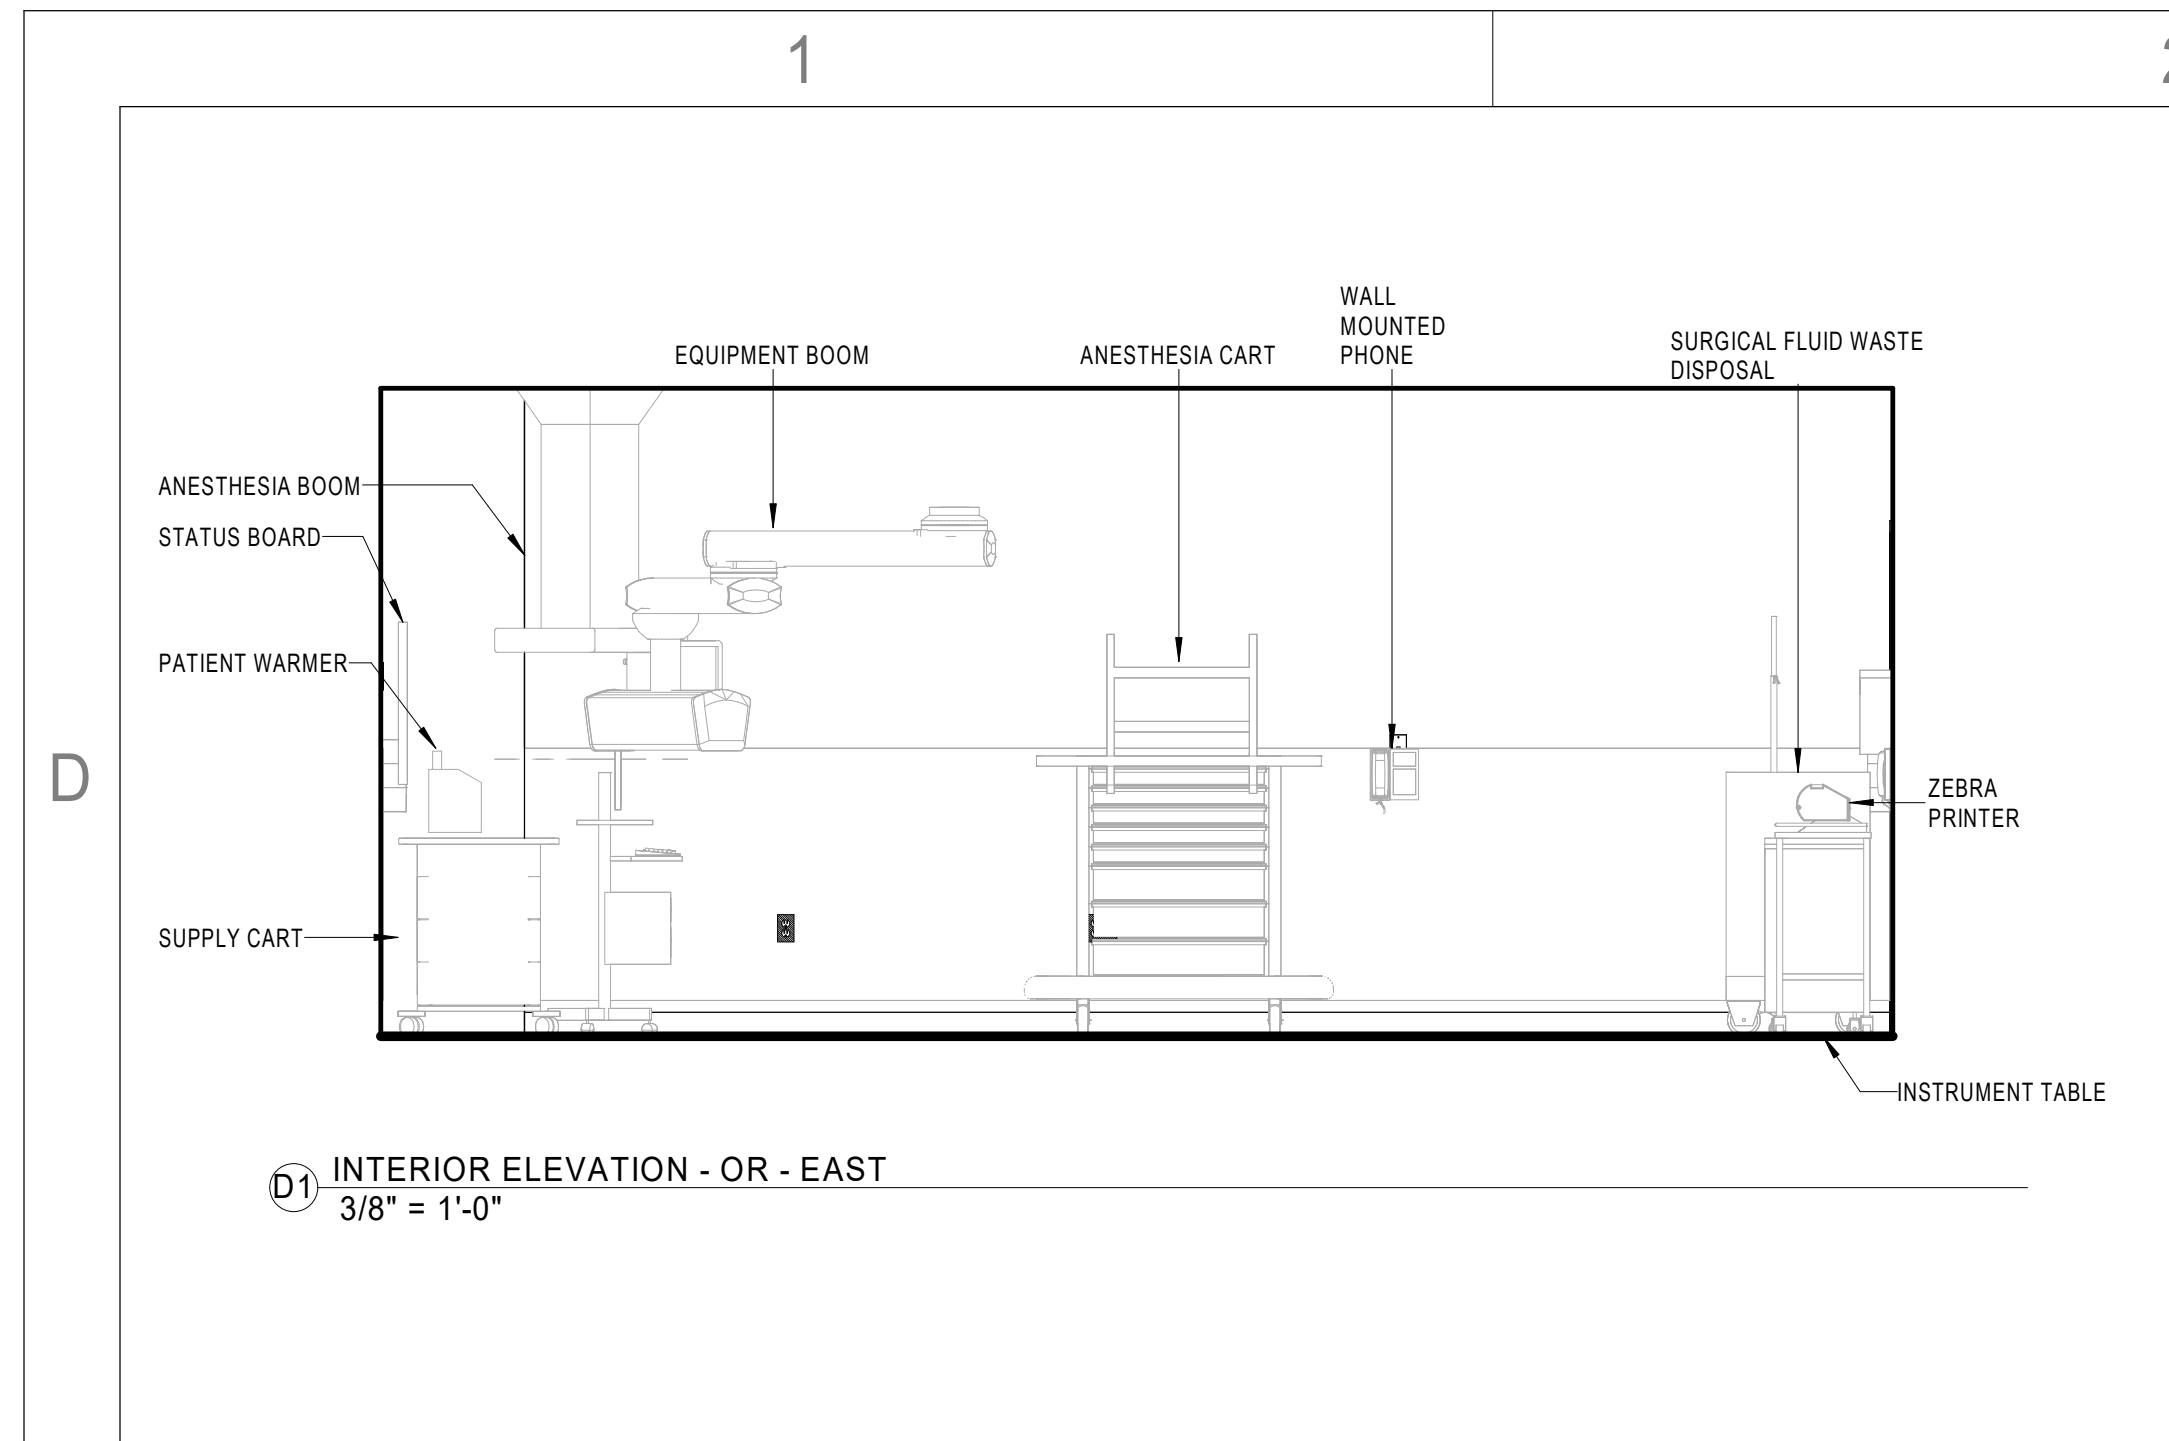 1
WALL
MOUNTED
PHONE
SURGICAL FLUID WASTE
DISPOSAL
EQUIPMENT BOOM
ANESTHESIA CART
ANESTHESIA BOOM
STATUS BOARD
PATIENT WARMER
D
ZEBRA
PRINTER
SUPPLY CART
INSTRUMENT TABLE
D1
INTERIOR ELEVATION - OR - EAST
3/8" = 1'-0"